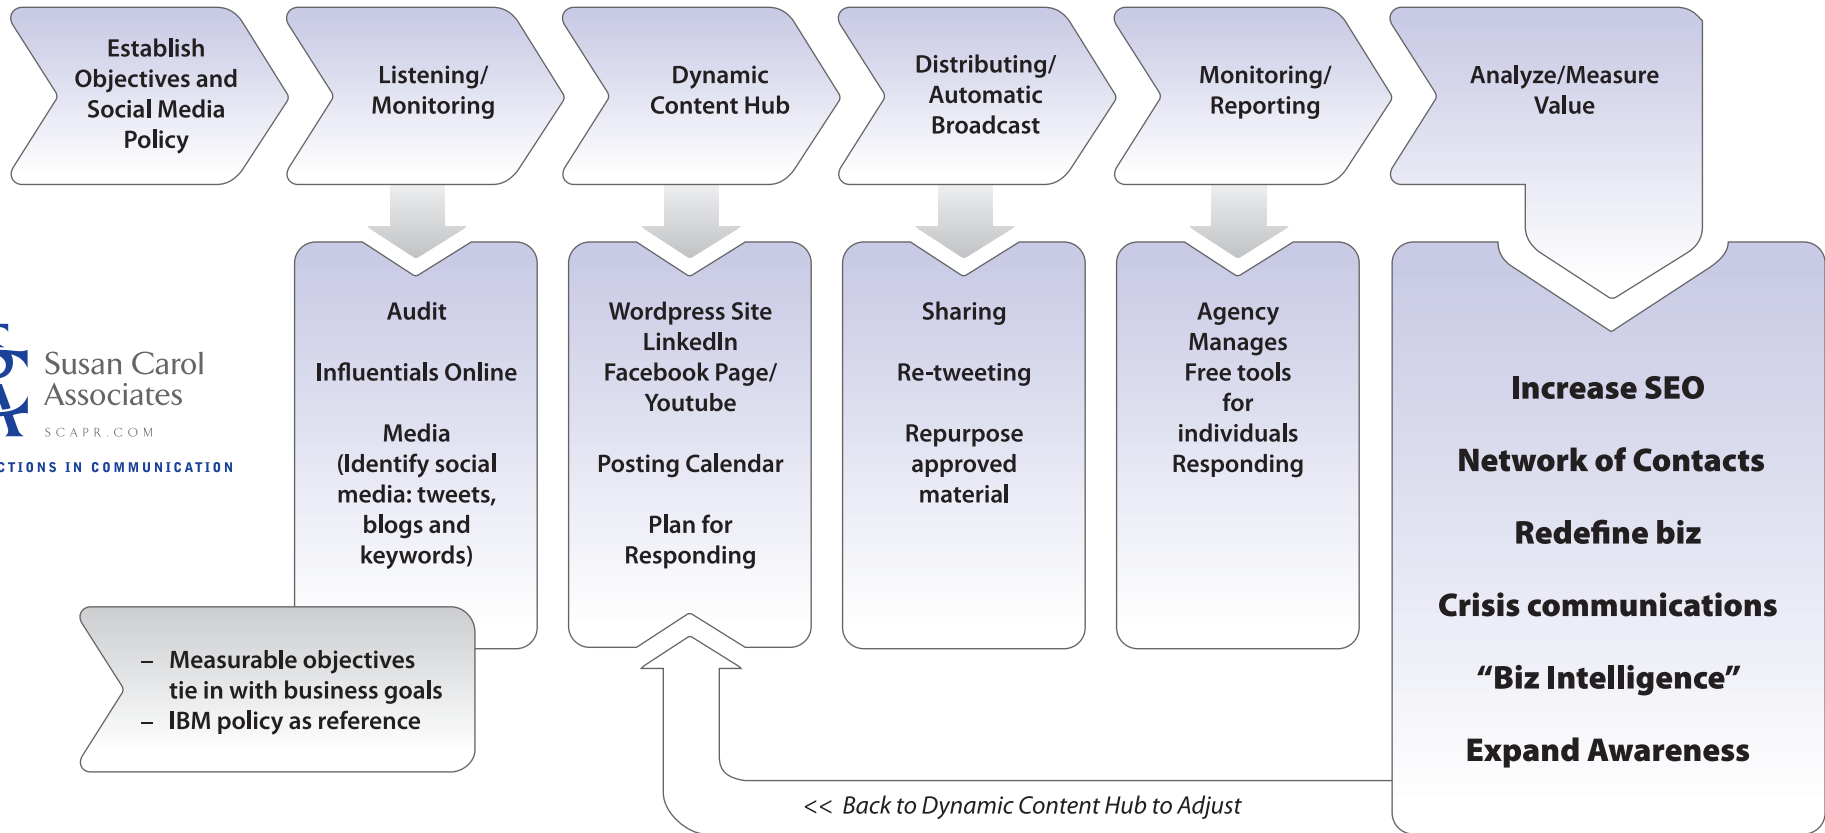 Establish
Objectives and
Social Media
Policy
Listening/
Monitoring
Dynamic
Content Hub
Distributing/
Automatic
Broadcast
Monitoring/
Reporting
Analyze/Measure
Value
Audit
Influentials Online
Media
(Identify social
media: tweets,
blogs and
keywords)
Wordpress Site
LinkedIn
Facebook Page/
Youtube
Posting Calendar
Plan for
Responding
Sharing
Re-tweeting
Repurpose
approved
material
Agency
Manages
Free tools
for
individuals
Responding
Increase SEO
Network of Contacts
Redefine biz
Crisis communications
“Biz Intelligence”
Expand Awareness
Susan Carol
Associates
SCAPR.COM
IN COMMUNICATION
– Measurable objectives
tie in with business goals
– IBM policy as reference
<< Back to Dynamic Content Hub to Adjust